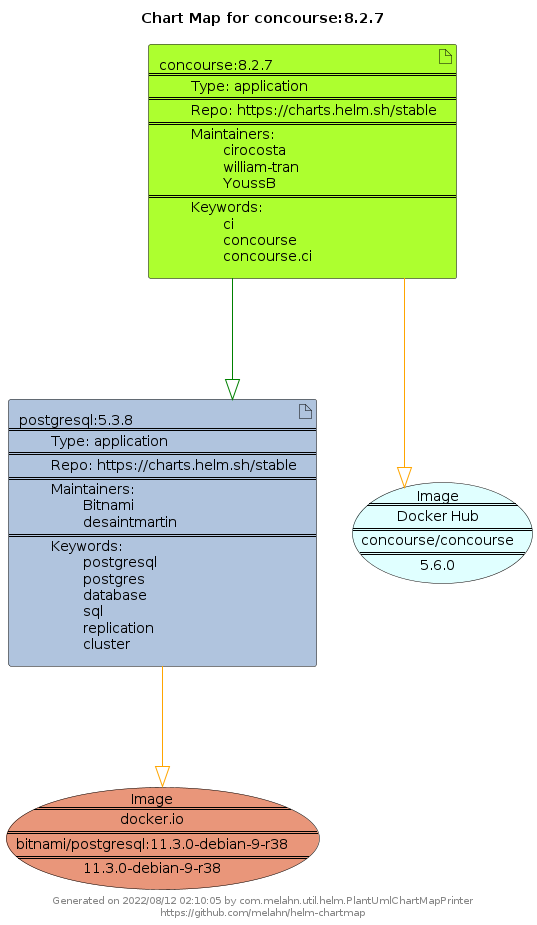 Chart Map for concourse:8.2.7
concourse:8.2.7
Type: application
Repo: https://charts.helm.sh/stable
Maintainers:
cirocosta
william-tran
YoussB
Keywords:
ci
concourse
concourse.ci
postgresql:5.3.8
Type: application
Repo: https://charts.helm.sh/stable
Maintainers:
Bitnami
desaintmartin
Keywords:
postgresql
postgres
database
sql
replication
cluster
Image
Docker Hub
concourse/concourse
5.6.0
Image
docker.io
bitnami/postgresql:11.3.0-debian-9-r38
11.3.0-debian-9-r38
Generated on 2022/08/12 02:10:05 by com.melahn.util.helm.PlantUmlChartMapPrinter
https://github.com/melahn/helm-chartmap